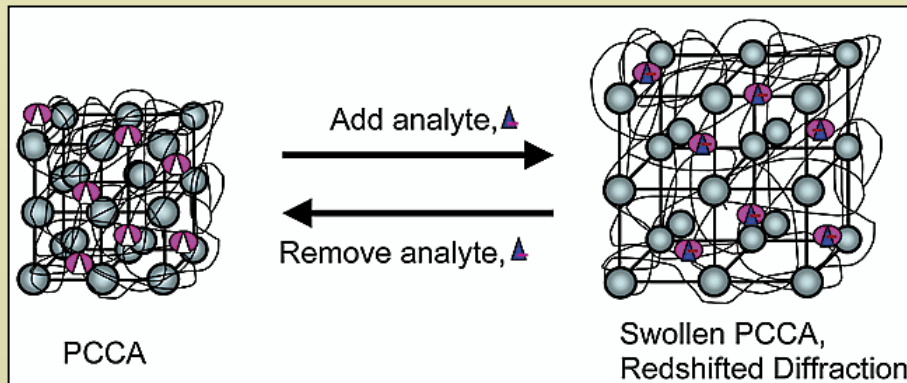 Add analyte,
Remove analyte,
PCCA
Swollen PCCA,
Redshifted Diffraction